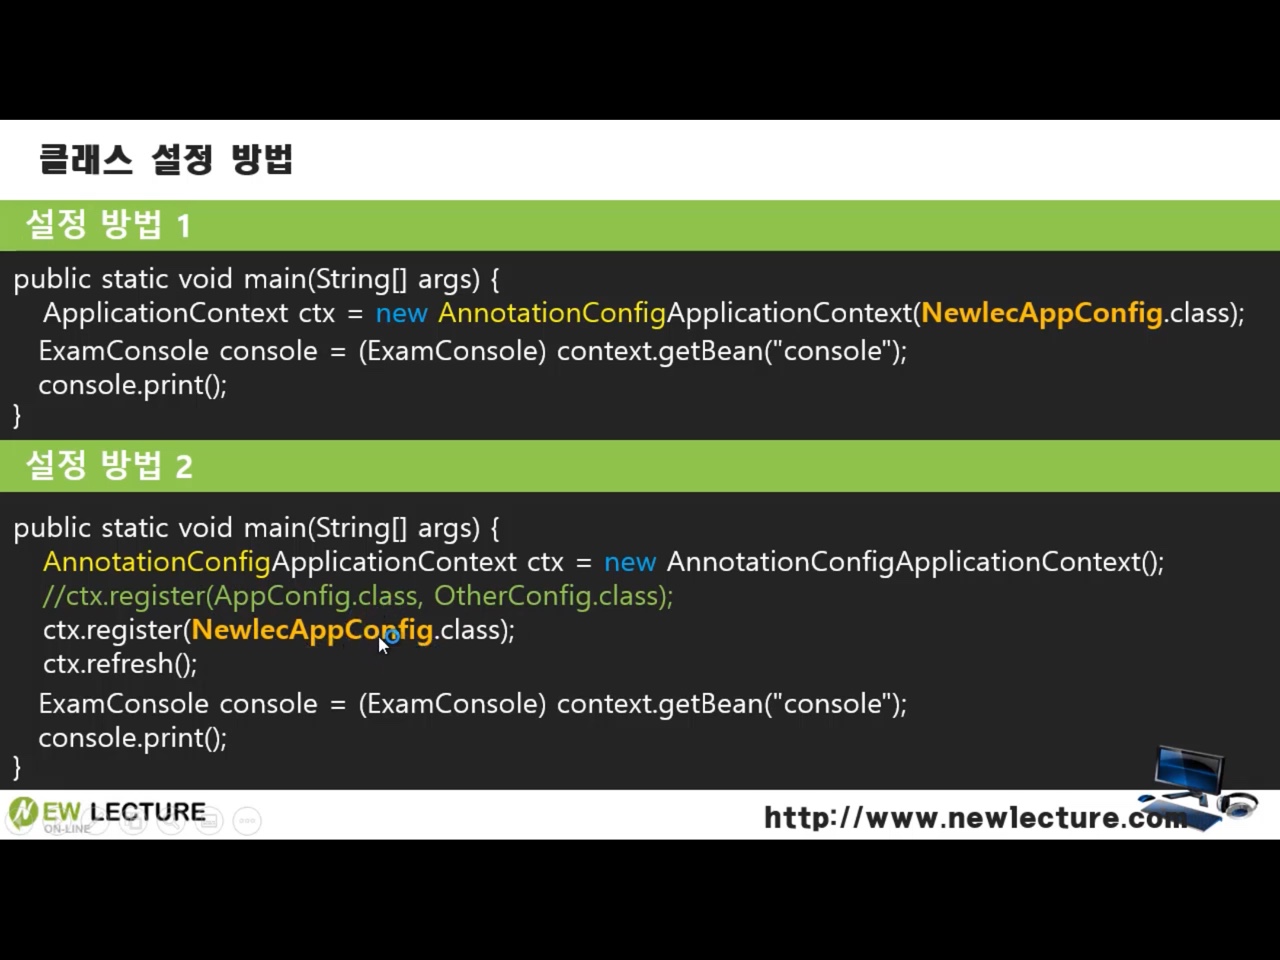 클래스 설정 방법
설정 방법 1
public static void main(String[] args) {
ApplicationContext ctx = new AnnotationConfigApplicationContext(NewlecAppConfig.class);
ExamConsole console = (ExamConsole) context.getBean("console");
console.print();
}
설정 방법 2
public static void main(String[] args) {
AnnotationConfigApplicationContext ctx = new AnnotationConfigApplicationContext();
//ctx.register(AppConfig.class, OtherConfig.class);
ctx.register(NewlecAppConfig.class);
ctx.refresh();
ExamConsole console = (ExamConsole) context.getBean("console");
console.print();
}
NEW LECTURE
ON-LINE
http://www.newlecture.com